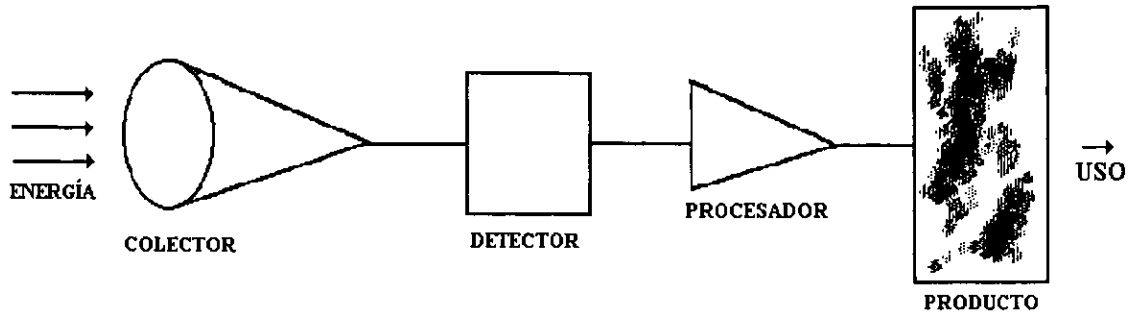 ENERGÍA
COLECTOR
DETECTOR
PROCESADOR
PRODUCTO
USO